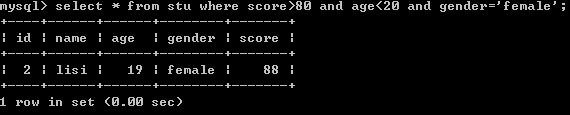 mysql> select * from stu where score>80 and age<20 and gender='female';
+----+------+------+--------+-------+
| id | name | age  | gender | score |
+----+------+------+--------+-------+
|  2 | lisi |   19 | female |    88 |
+----+------+------+--------+-------+
1 row in set (0.00 sec)